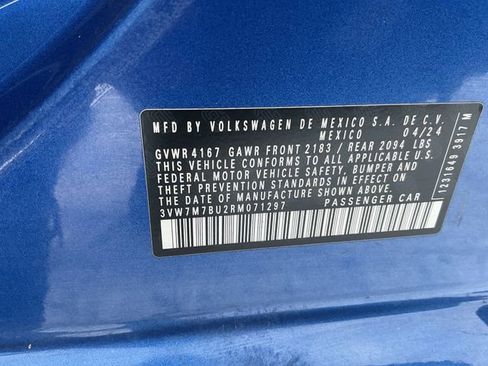 MFD BY VOLKSWAGEN DE MEXICO S.A. DE C.V.
MEXICO 04/24
GVWR 4167 GAWR FRONT 2183 / REAR 2094 LBS
THIS VEHICLE CONFORMS TO ALL APPLICABLE U.S.
FEDERAL MOTOR VEHICLE SAFETY, BUMPER AND
THEFT PREVENTION STANDARDS IN EFFECT ON
THE DATE OF MANUFACTURE SHOWN ABOVE.
3VW7M7BU2RM071297 PASSENGER CAR
1231649 3917 M